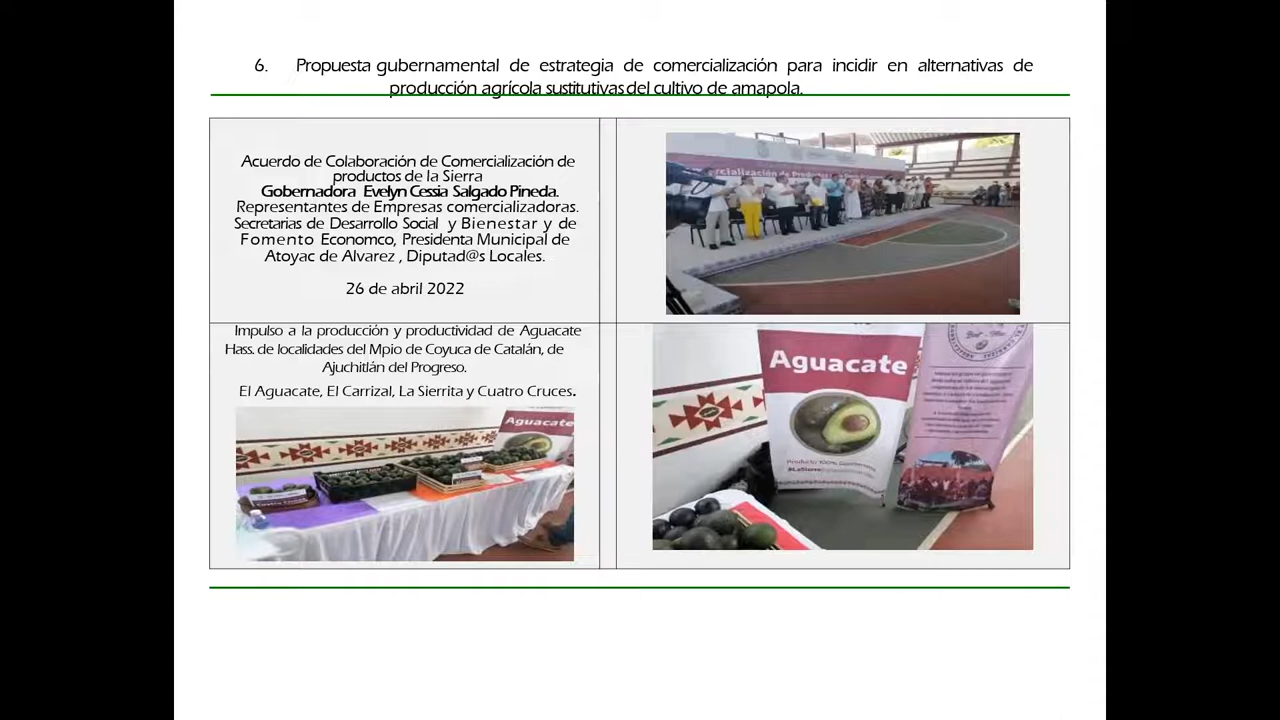 6. Propuesta gubernamental de estrategia de comercialización para incidir en alternativas de
producción agrícola sustitutivas del cultivo de amapola.
Acuerdo de Colaboración de Comercialización de
productos de la Sierra
Gobernadora Evelyn Cessia Salgado Pineda.
Representantes de Empresas comercializadoras.
Secretarias de Desarrollo Social y Bienestar y de
Fomento Economco, Presidenta Municipal de
Atoyac de Alvarez , Diputad@s Locales.
26 de abril 2022
Impulso a la producción y productividad de Aguacate
Hass. de localidades del Mpio de Coyuca de Catalán, de
Ajuchitlán del Progreso.
El Aguacate, El Carrizal, La Sierrita y Cuatro Cruces.
Aguacate
Aguacate
Producto 100%
#LaSierra